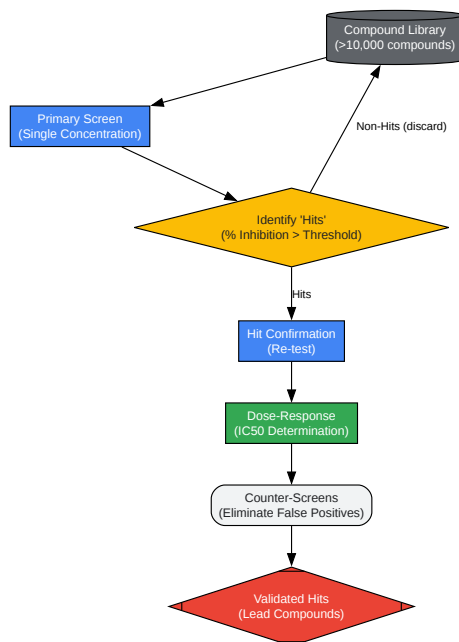 Compound Library
(>10,000 compounds)
Primary Screen
(Single Concentration)
Non-Hits (discard)
Identify 'Hits'
(% Inhibition > Threshold)
Hits
Hit Confirmation
(Re-test)
Dose-Response
(IC50 Determination)
Counter-Screens
(Eliminate False Positives)
Validated Hits
(Lead Compounds)